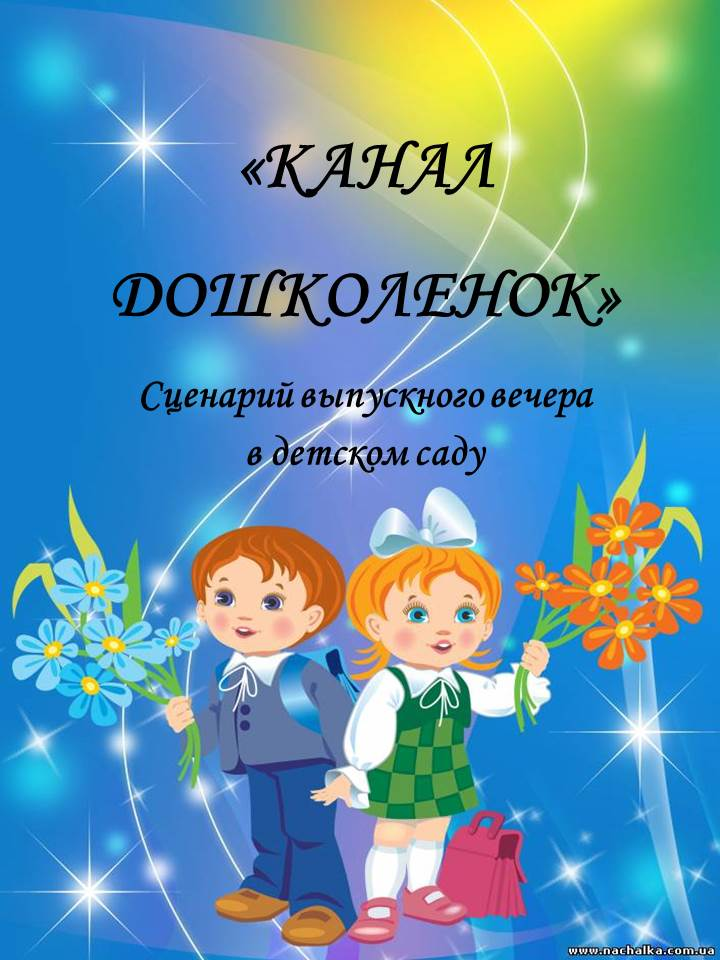 «КАНАЛ
ДОШКОЛЕНОК»
Сценарий выпускного вечера
в детском саду
www.nachalka.com.ua